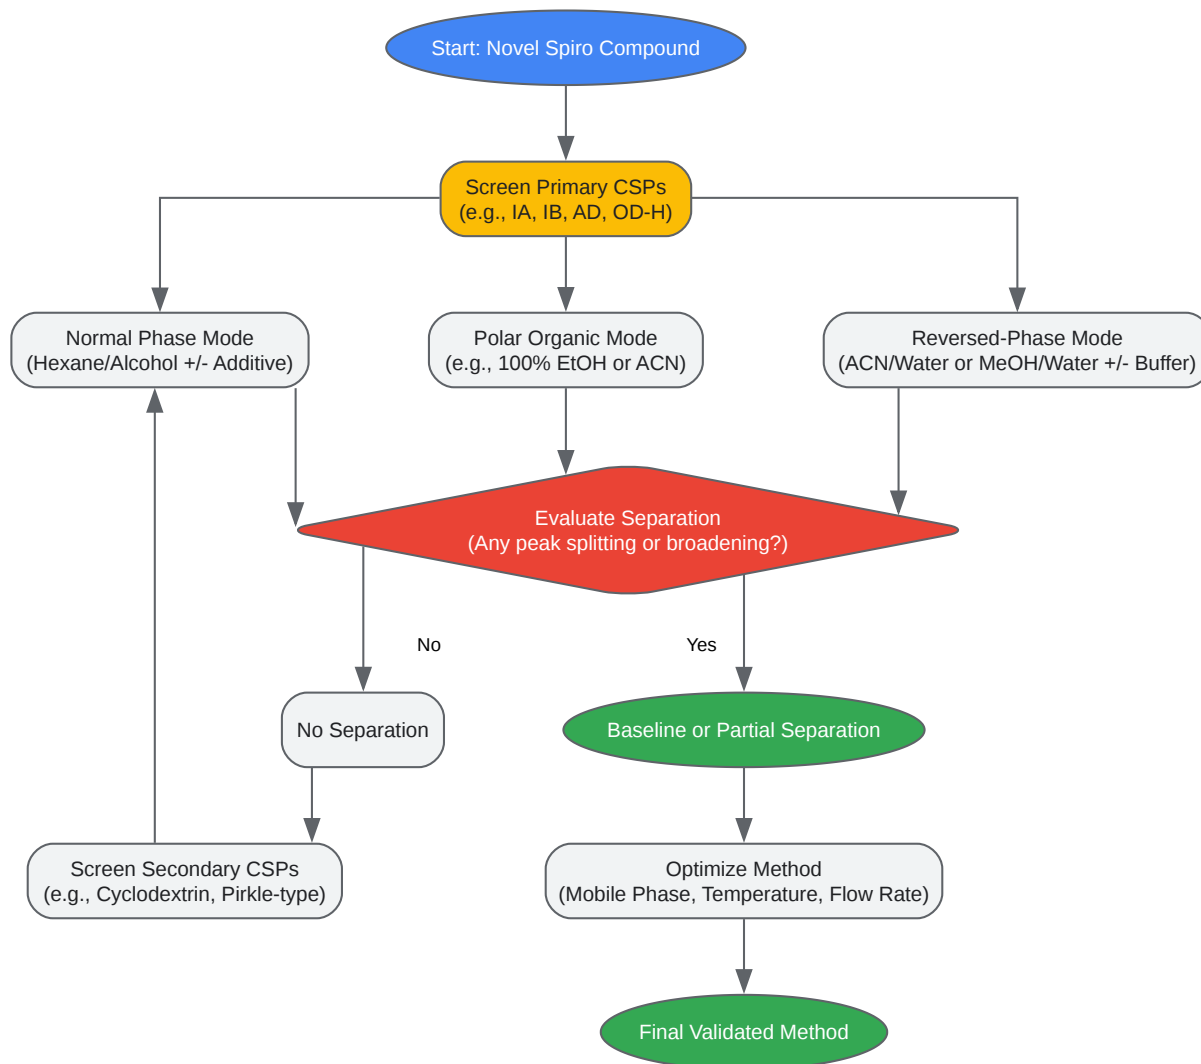 Start: Novel Spiro Compound
Screen Primary CSPs
(e.g., IA, IB, AD, OD-H)
Normal Phase Mode
(Hexane/Alcohol +/- Additive)
Polar Organic Mode
(e.g., 100% EtOH or ACN)
Reversed-Phase Mode
(ACN/Water or MeOH/Water +/- Buffer)
Evaluate Separation
(Any peak splitting or broadening?)
No
Yes
No Separation
Baseline or Partial Separation
Screen Secondary CSPs
(e.g., Cyclodextrin, Pirkle-type)
Optimize Method
(Mobile Phase, Temperature, Flow Rate)
Final Validated Method